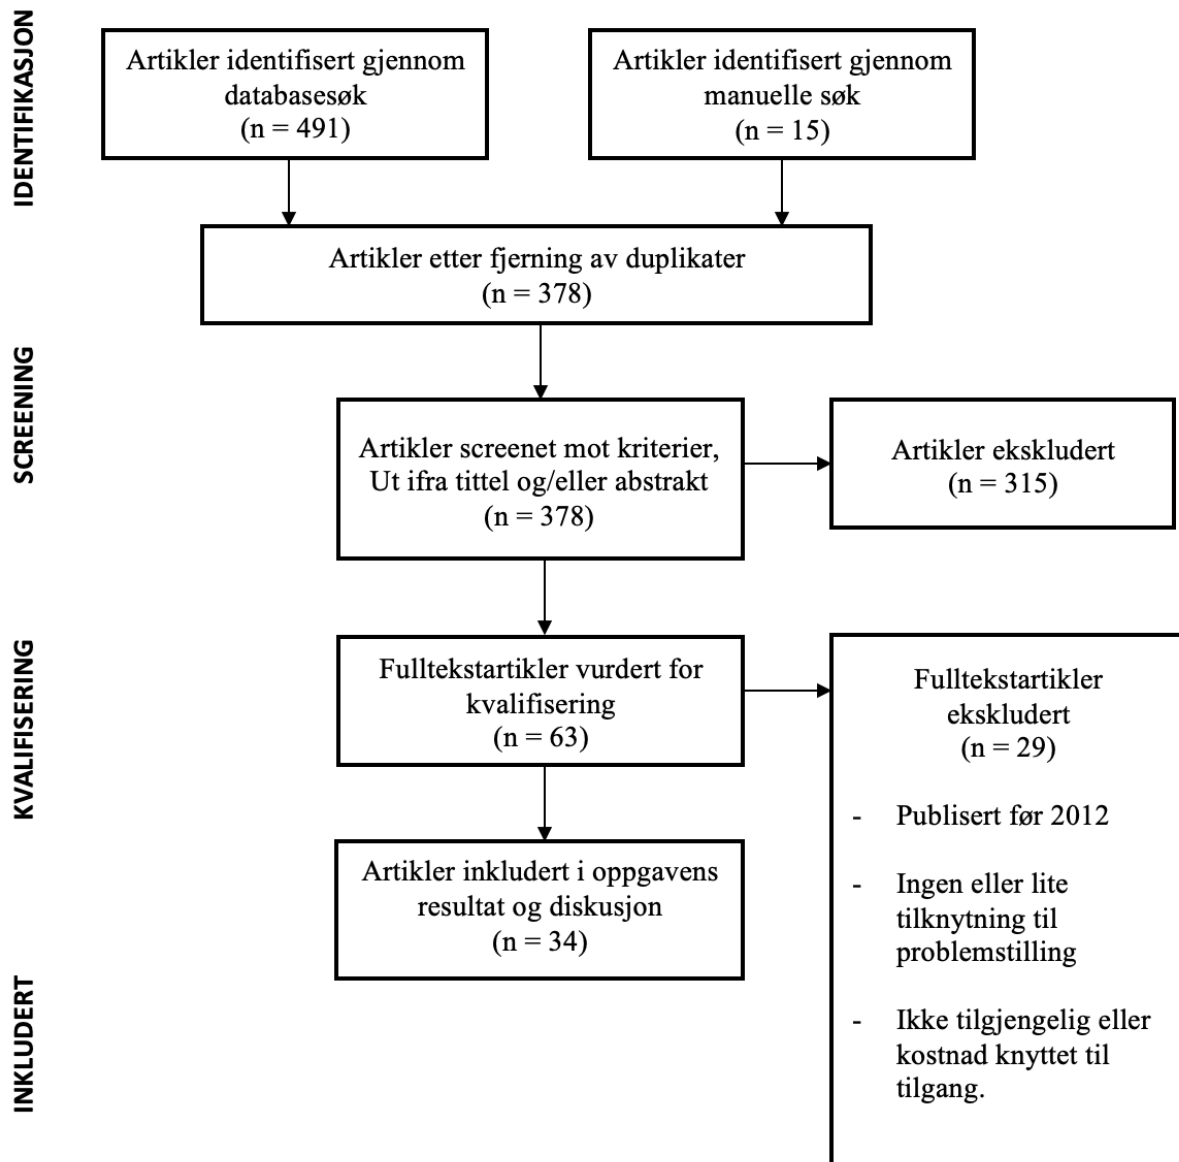 IDENTIFIKASJON
Artikler identifisert gjennom
databasesøk
(n = 491)
Artikler identifisert gjennom
manuelle søk
(n = 15)
Artikler etter fjerning av duplikater
(n = 378)
SCREENING
Artikler screenet mot kriterier,
Ut ifra tittel og/eller abstrakt
(n = 378)
Artikler ekskludert
(n = 315)
KVALIFISERING
Fulltekstartikler vurdert for
kvalifisering
(n = 63)
Fulltekstartikler
ekskludert
(n = 29)
- Publisert før 2012
- Ingen eller lite
tilknytning til
problemstilling
- Ikke tilgjengelig eller
kostnad knyttet til
tilgang.
INKLUDERT
Artikler inkludert i oppgavens
resultat og diskusjon
(n = 34)